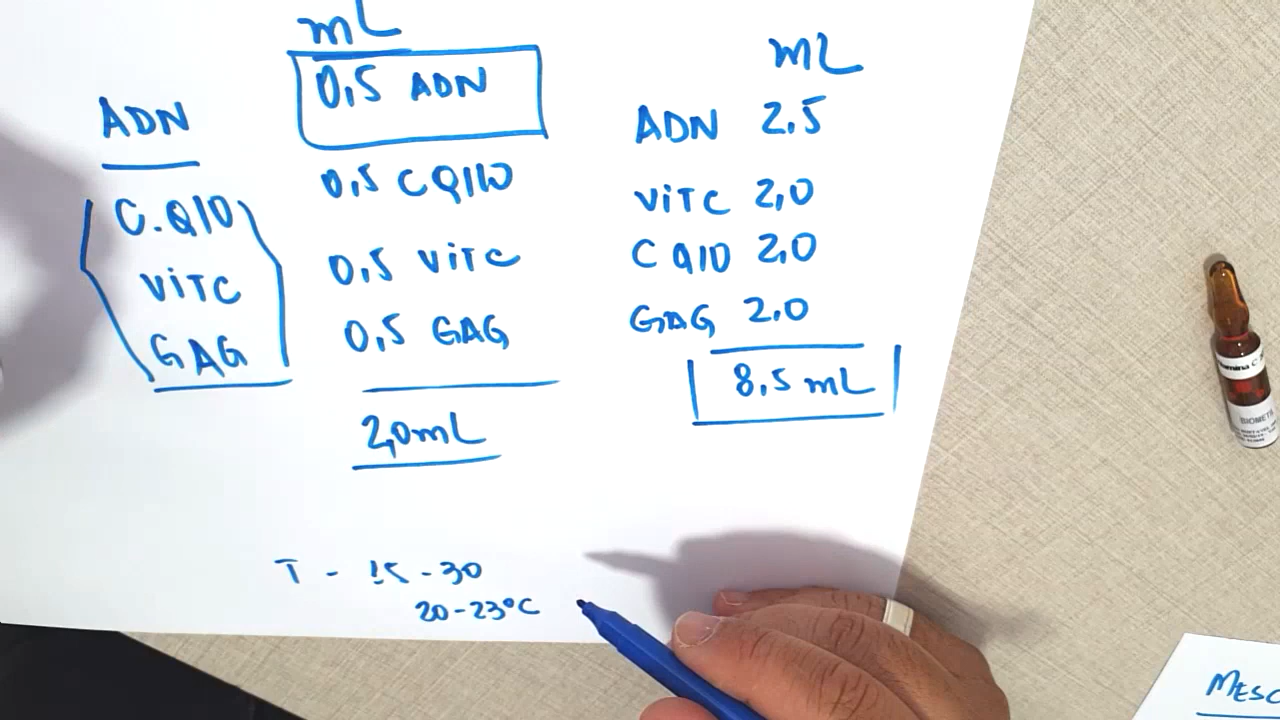 ADN
C.Q10
ViTC
GAG
mL
0,5 ADN
0,5 CQ10
0,5 ViTC
0,5 GAG
2,0mL
mL
ADN 2.5
ViTC 2,0
CQ10 2,0
GAG 2.0
8,5 mL
T - 15 - 30
20-23°C
BIOMETS
MESC